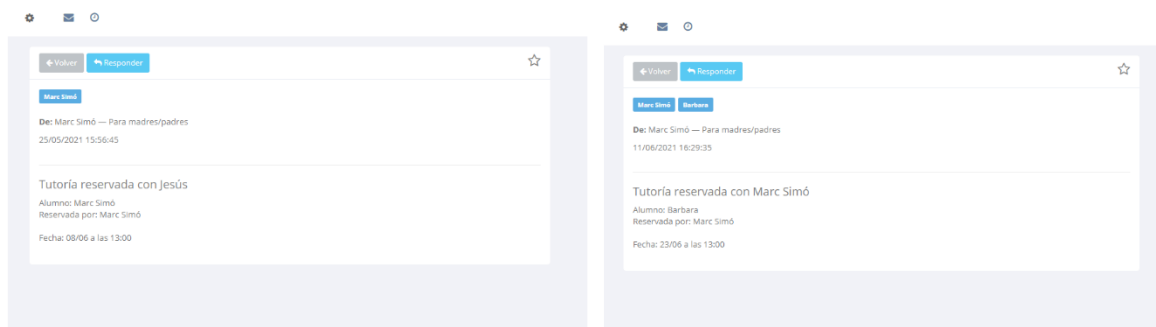 Volver Responder
Marc Simó
De: Marc Simó — Para madres/padres
25/05/2021 15:56:45
Tutoría reservada con Jesús
Alumno: Marc Simó
Reservada por: Marc Simó
Fecha: 08/06 a las 13:00
Volver Responder
Marc Simó Barbara
De: Marc Simó — Para madres/padres
11/06/2021 16:29:35
Tutoría reservada con Marc Simó
Alumno: Barbara
Reservada por: Marc Simó
Fecha: 23/06 a las 13:00